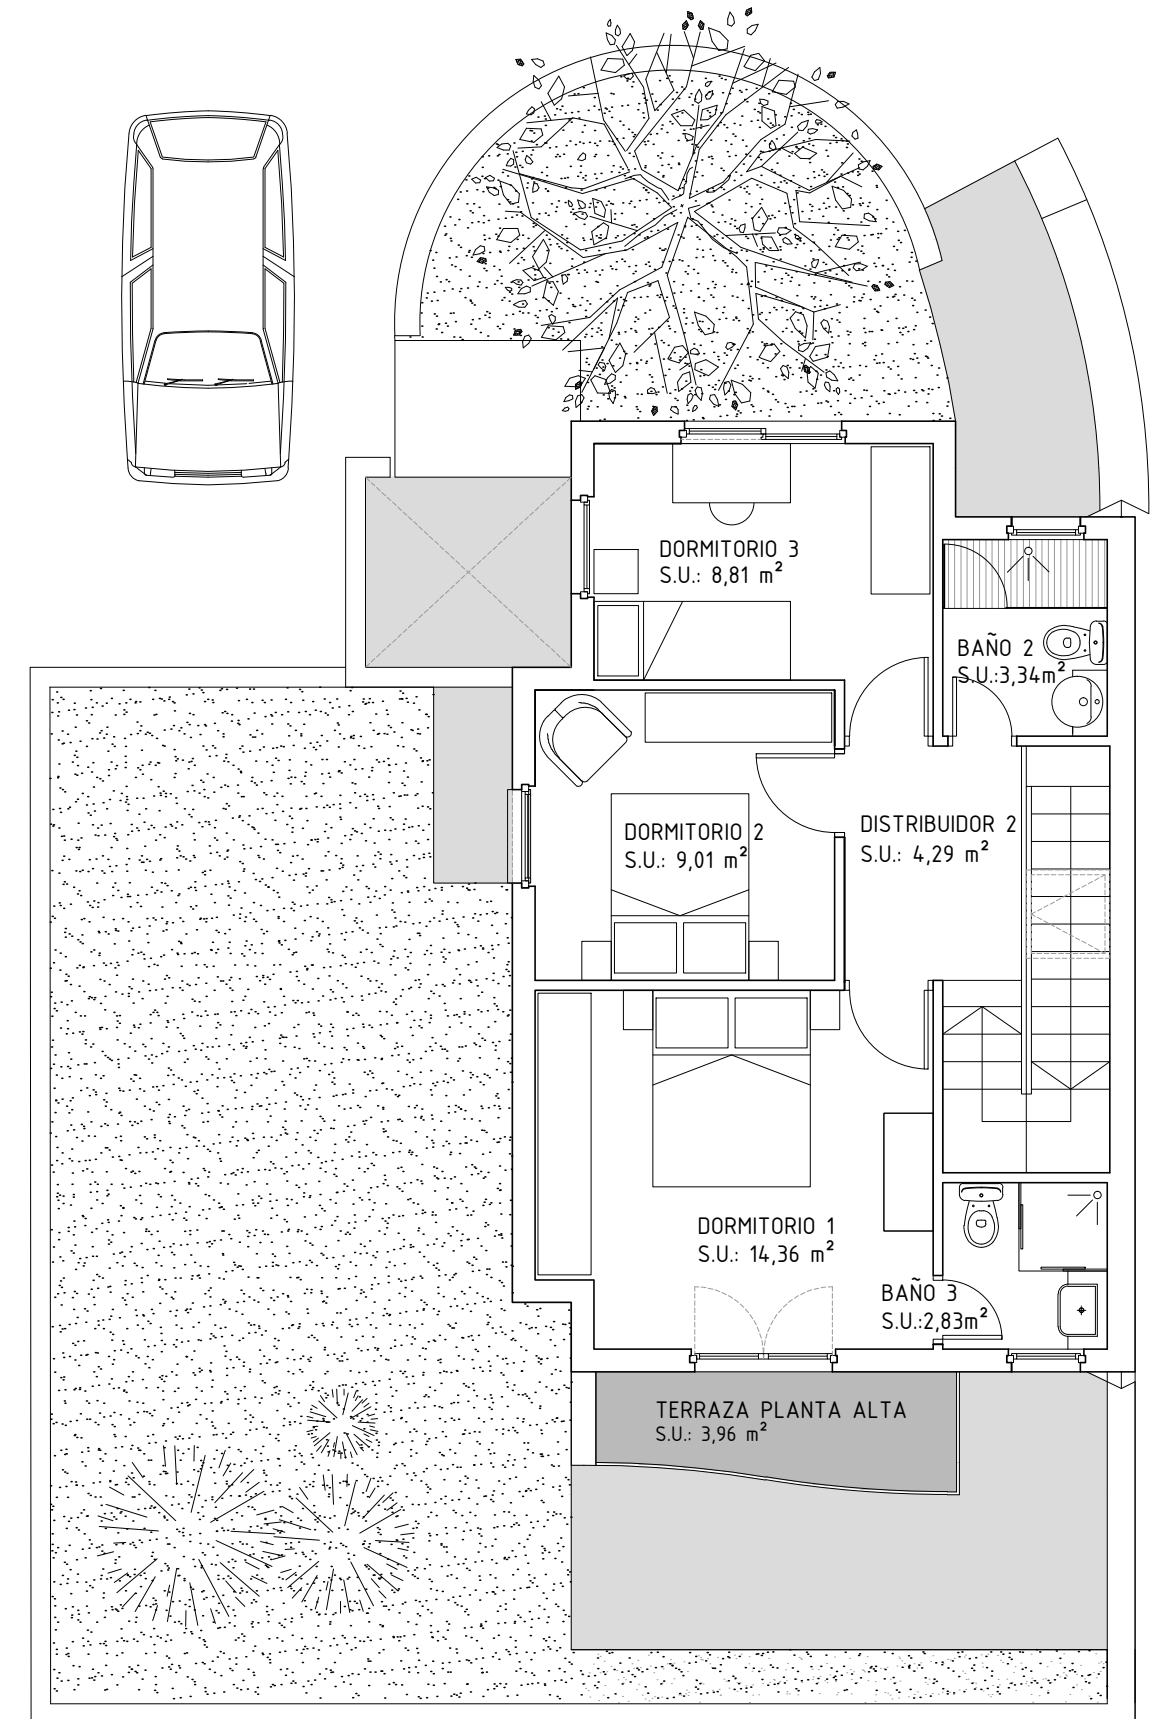 DORMITORIO 3
S.U.: 8,81 m²
BAÑO 2
S.U.:3,34m²
DORMITORIO 2
S.U.: 9,01 m²
DISTRIBUIDOR 2
S.U.: 4,29 m²
DORMITORIO 1
S.U.: 14,36 m²
BAÑO 3
S.U.:2,83m²
TERRAZA PLANTA ALTA
S.U.: 3,96 m²